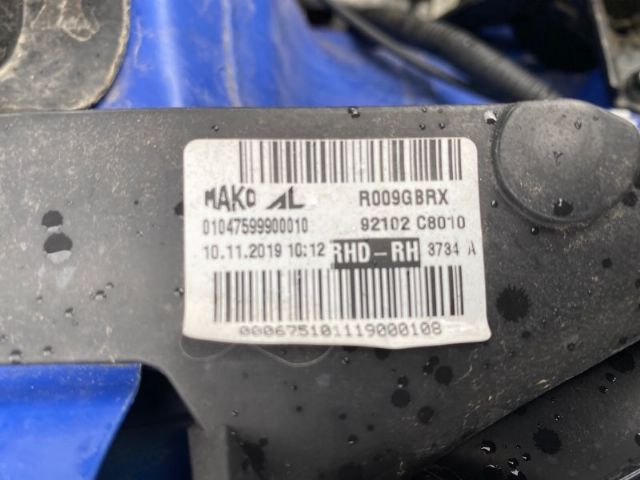 MAKO AL R009GBRX
01047599900010 92102 C8010
10.11.2019 10:12 RHD-RH 3734 A
000675101119000108